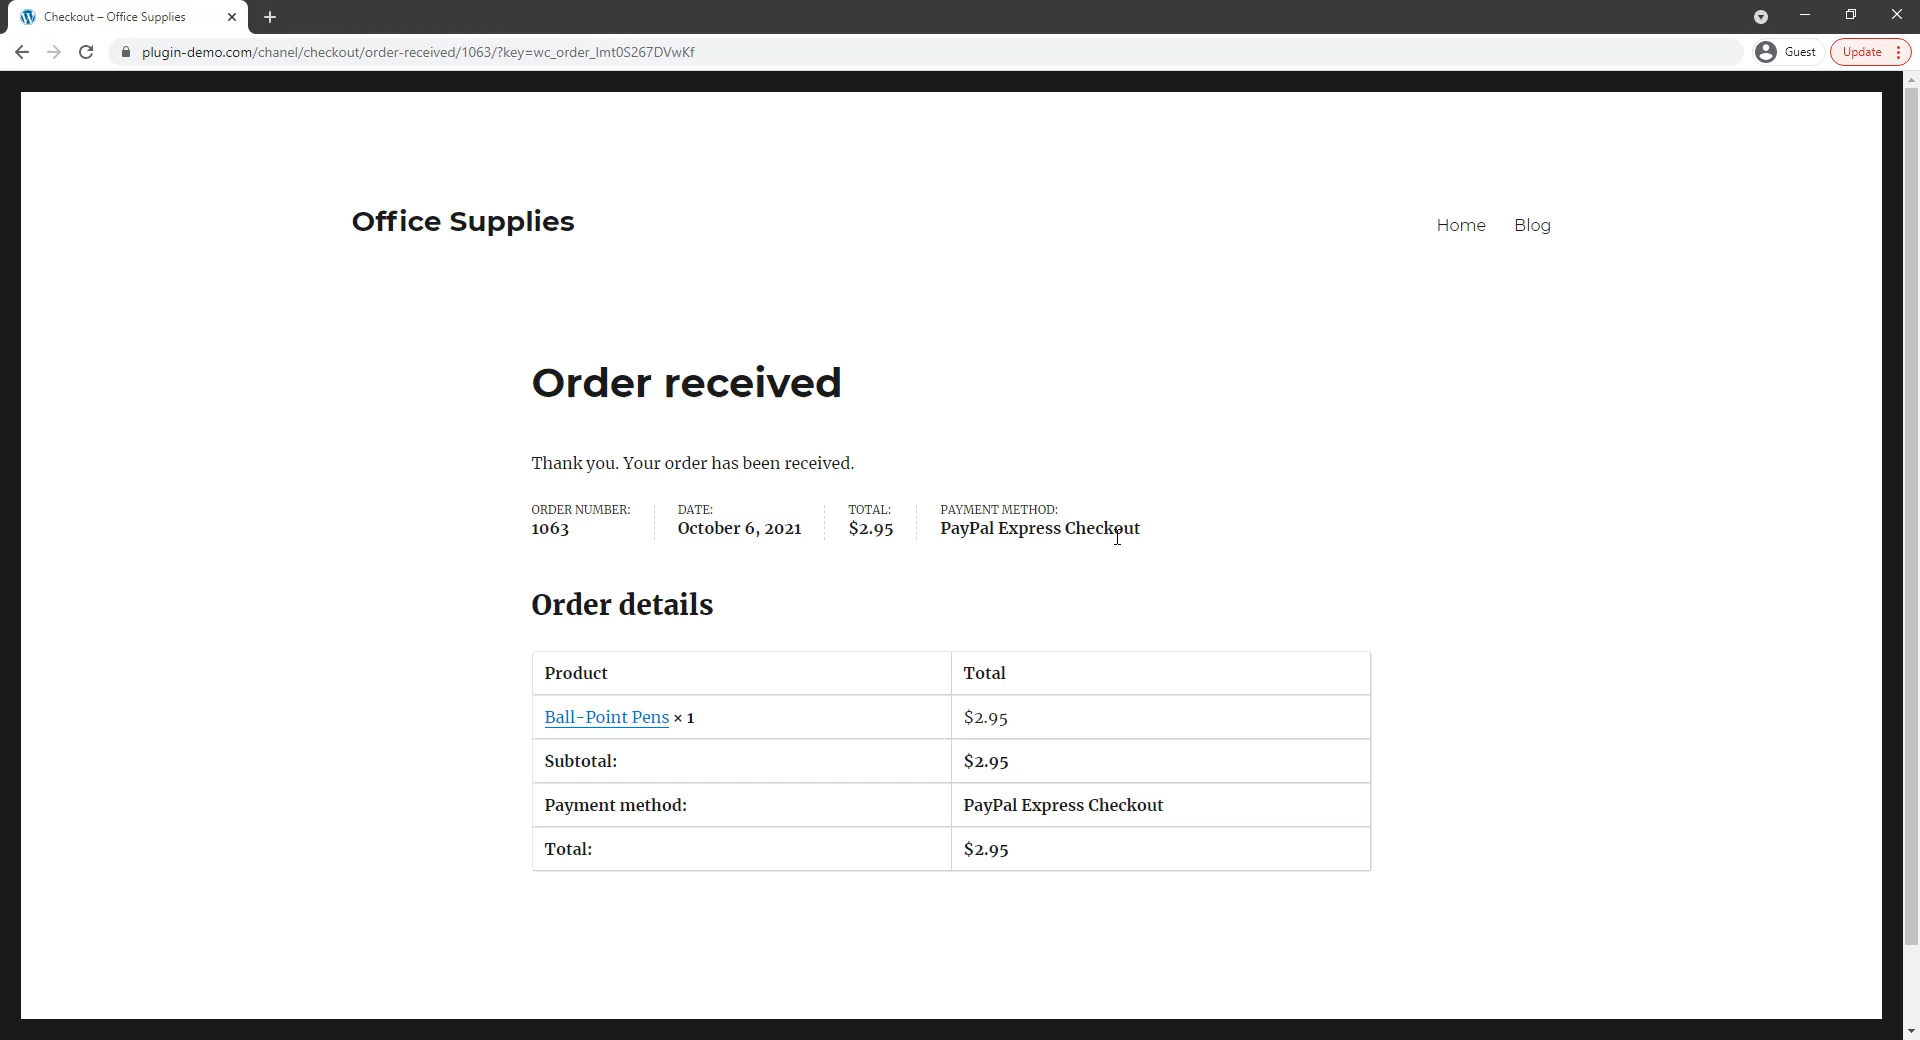 Checkout – Office Supplies
plugin-demo.com/chanel/checkout/order-received/1063/?key=wc_order_lmt0S267DVwKf
Guest
Update
Office Supplies
Home
Blog
Order received
Thank you. Your order has been received.
ORDER NUMBER: DATE: TOTAL: PAYMENT METHOD:
1063 October 6, 2021 $2.95 PayPal Express Checkout
Order details
Product Total
Ball-Point Pens × 1 $2.95
Subtotal: $2.95
Payment method: PayPal Express Checkout
Total: $2.95